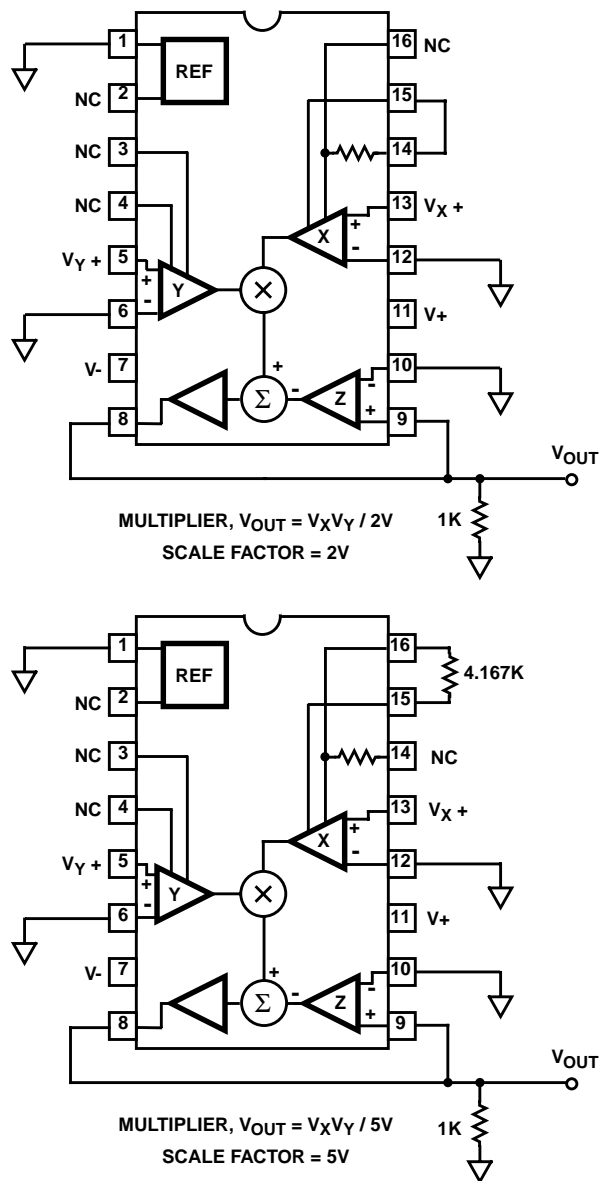 1 16 NC
REF
NC 2 15
NC 3 14
NC 4 13 VX +
X + -
VY + 5 12
+ - Y ×
6 11 V+
V- 7 + 10
Σ - Z - +
8 9
VOUT
1K
MULTIPLIER, VOUT = VXVY / 2V
SCALE FACTOR = 2V
1 16
REF 4.167K
NC 2 15
NC 3 14 NC
NC 4 13 VX +
X + -
VY + 5 12
+ - Y ×
6 11 V+
V- 7 + 10
Σ - Z - +
8 9
VOUT
1K
MULTIPLIER, VOUT = VXVY / 5V
SCALE FACTOR = 5V